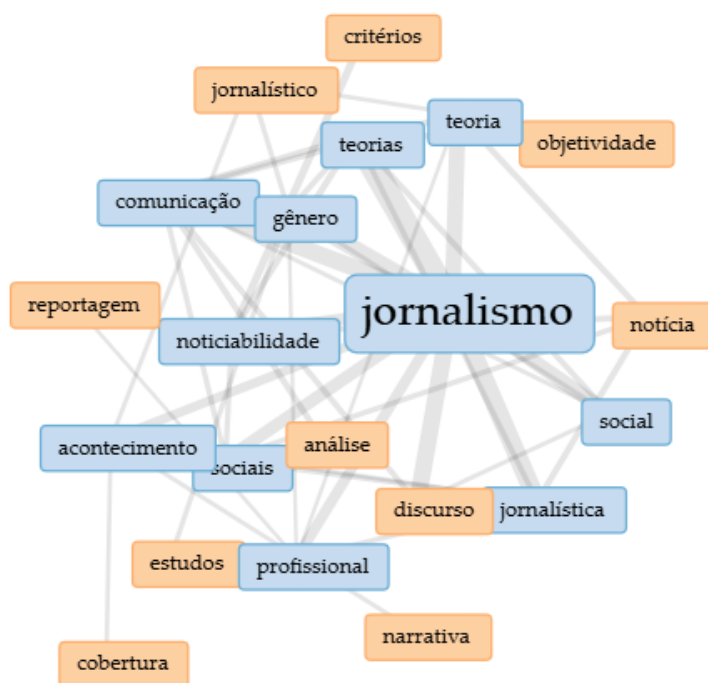 critérios
jornalístico
teoria
teorias
objetividade
comunicação
gênero
reportagem
jornalismo
notícia
noticiabilidade
social
análise
acontecimento
sociais
discurso
jornalística
estudos
profissional
narrativa
cobertura